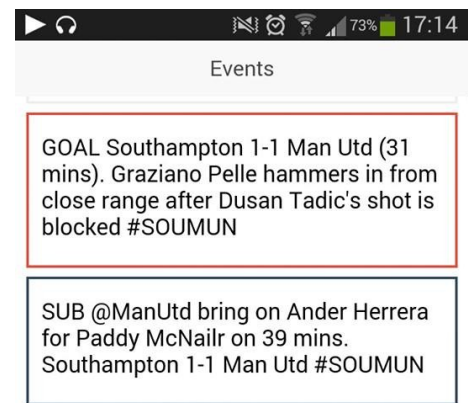 73% 17:14
Events
GOAL Southampton 1-1 Man Utd (31
mins). Graziano Pelle hammers in from
close range after Dusan Tadic's shot is
blocked #SOUMUN
SUB @ManUtd bring on Ander Herrera
for Paddy McNailr on 39 mins.
Southampton 1-1 Man Utd #SOUMUN